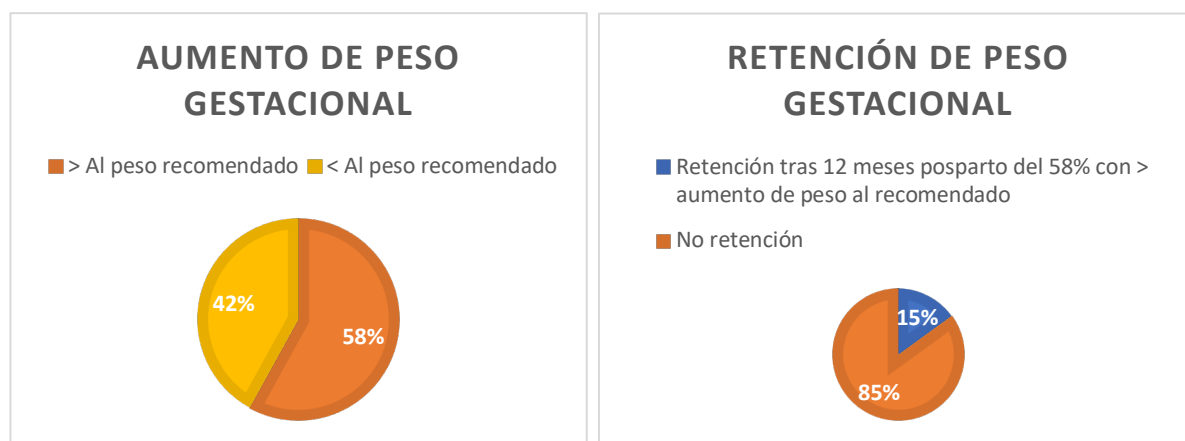 AUMENTO DE PESO
GESTACIONAL
> Al peso recomendado < Al peso recomendado
42%
58%
RETENCIÓN DE PESO
GESTACIONAL
Retención tras 12 meses posparto del 58% con >
aumento de peso al recomendado
No retención
15%
85%